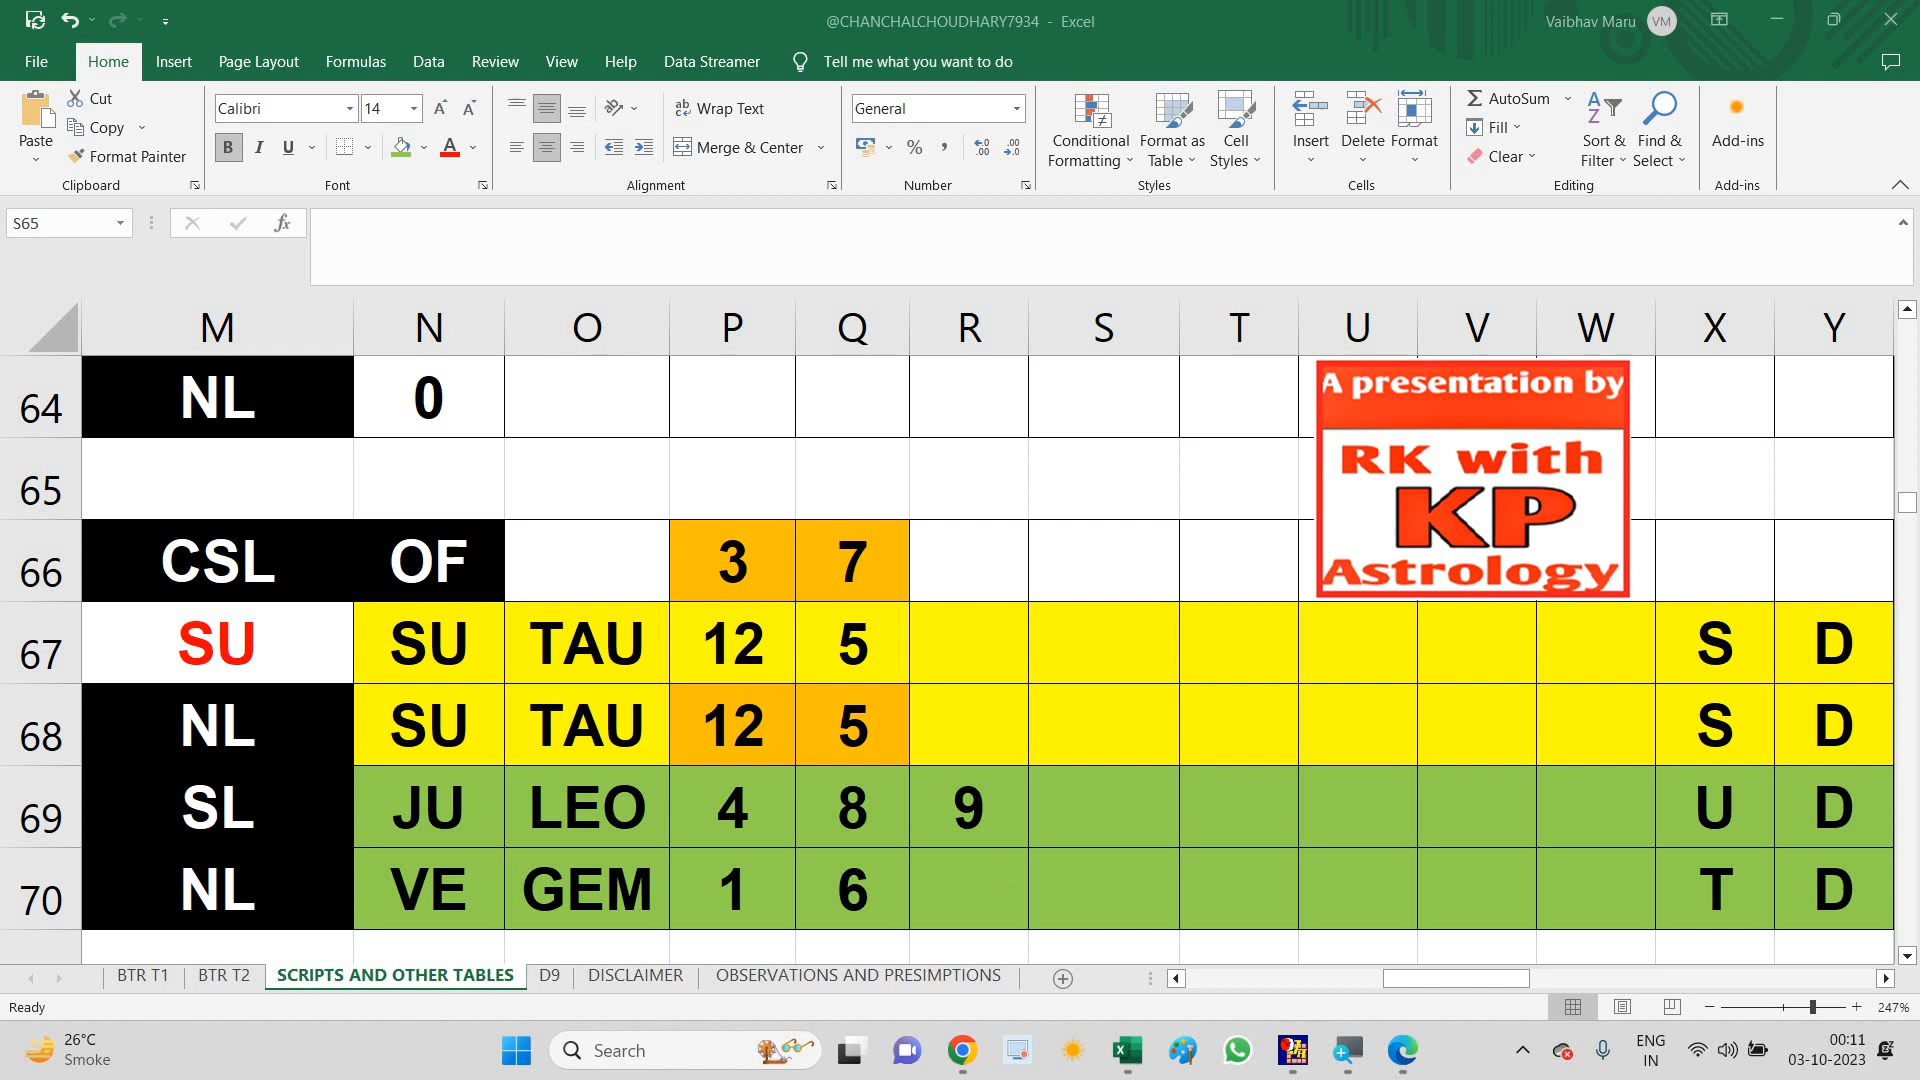 @CHANCHALCHOUDHARY7934 - Excel
Vaibhav Maru VM
File Home Insert Page Layout Formulas Data Review View Help Data Streamer Tell me what you want to do
Paste
Cut
Copy
Format Painter
Clipboard
Calibri 14
B I U
Font
Wrap Text
Merge & Center
Alignment
General
Number
Conditional Formatting
Format as Table
Cell Styles
Styles
Insert Delete Format
Cells
AutoSum
Fill
Clear
Sort & Filter
Find & Select
Editing
Add-ins
Add-ins
S65
fx
M N O P Q R S T U V W X Y
64 NL 0
65
66 CSL OF 3 7
67 SU SU TAU 12 5 S D
68 NL SU TAU 12 5 S D
69 SL JU LEO 4 8 9 U D
70 NL VE GEM 1 6 T D
A presentation by
RK with
KP
Astrology
BTR T1 BTR T2 SCRIPTS AND OTHER TABLES D9 DISCLAIMER OBSERVATIONS AND PRESIMPTIONS
Ready
247%
26°C
Smoke
Search
ENG
IN
00:11
03-10-2023